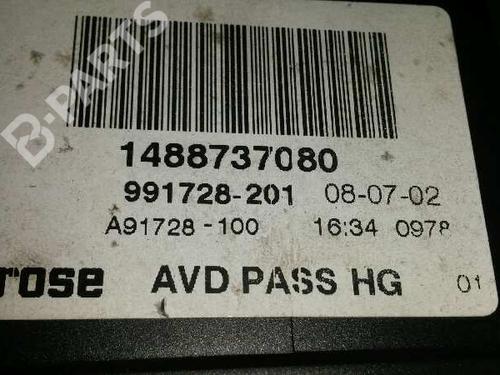 B-PARTS
1488737080
991728-201 08-07-02
A91728-100 16:34 0978
rose AVD PASS HG 01